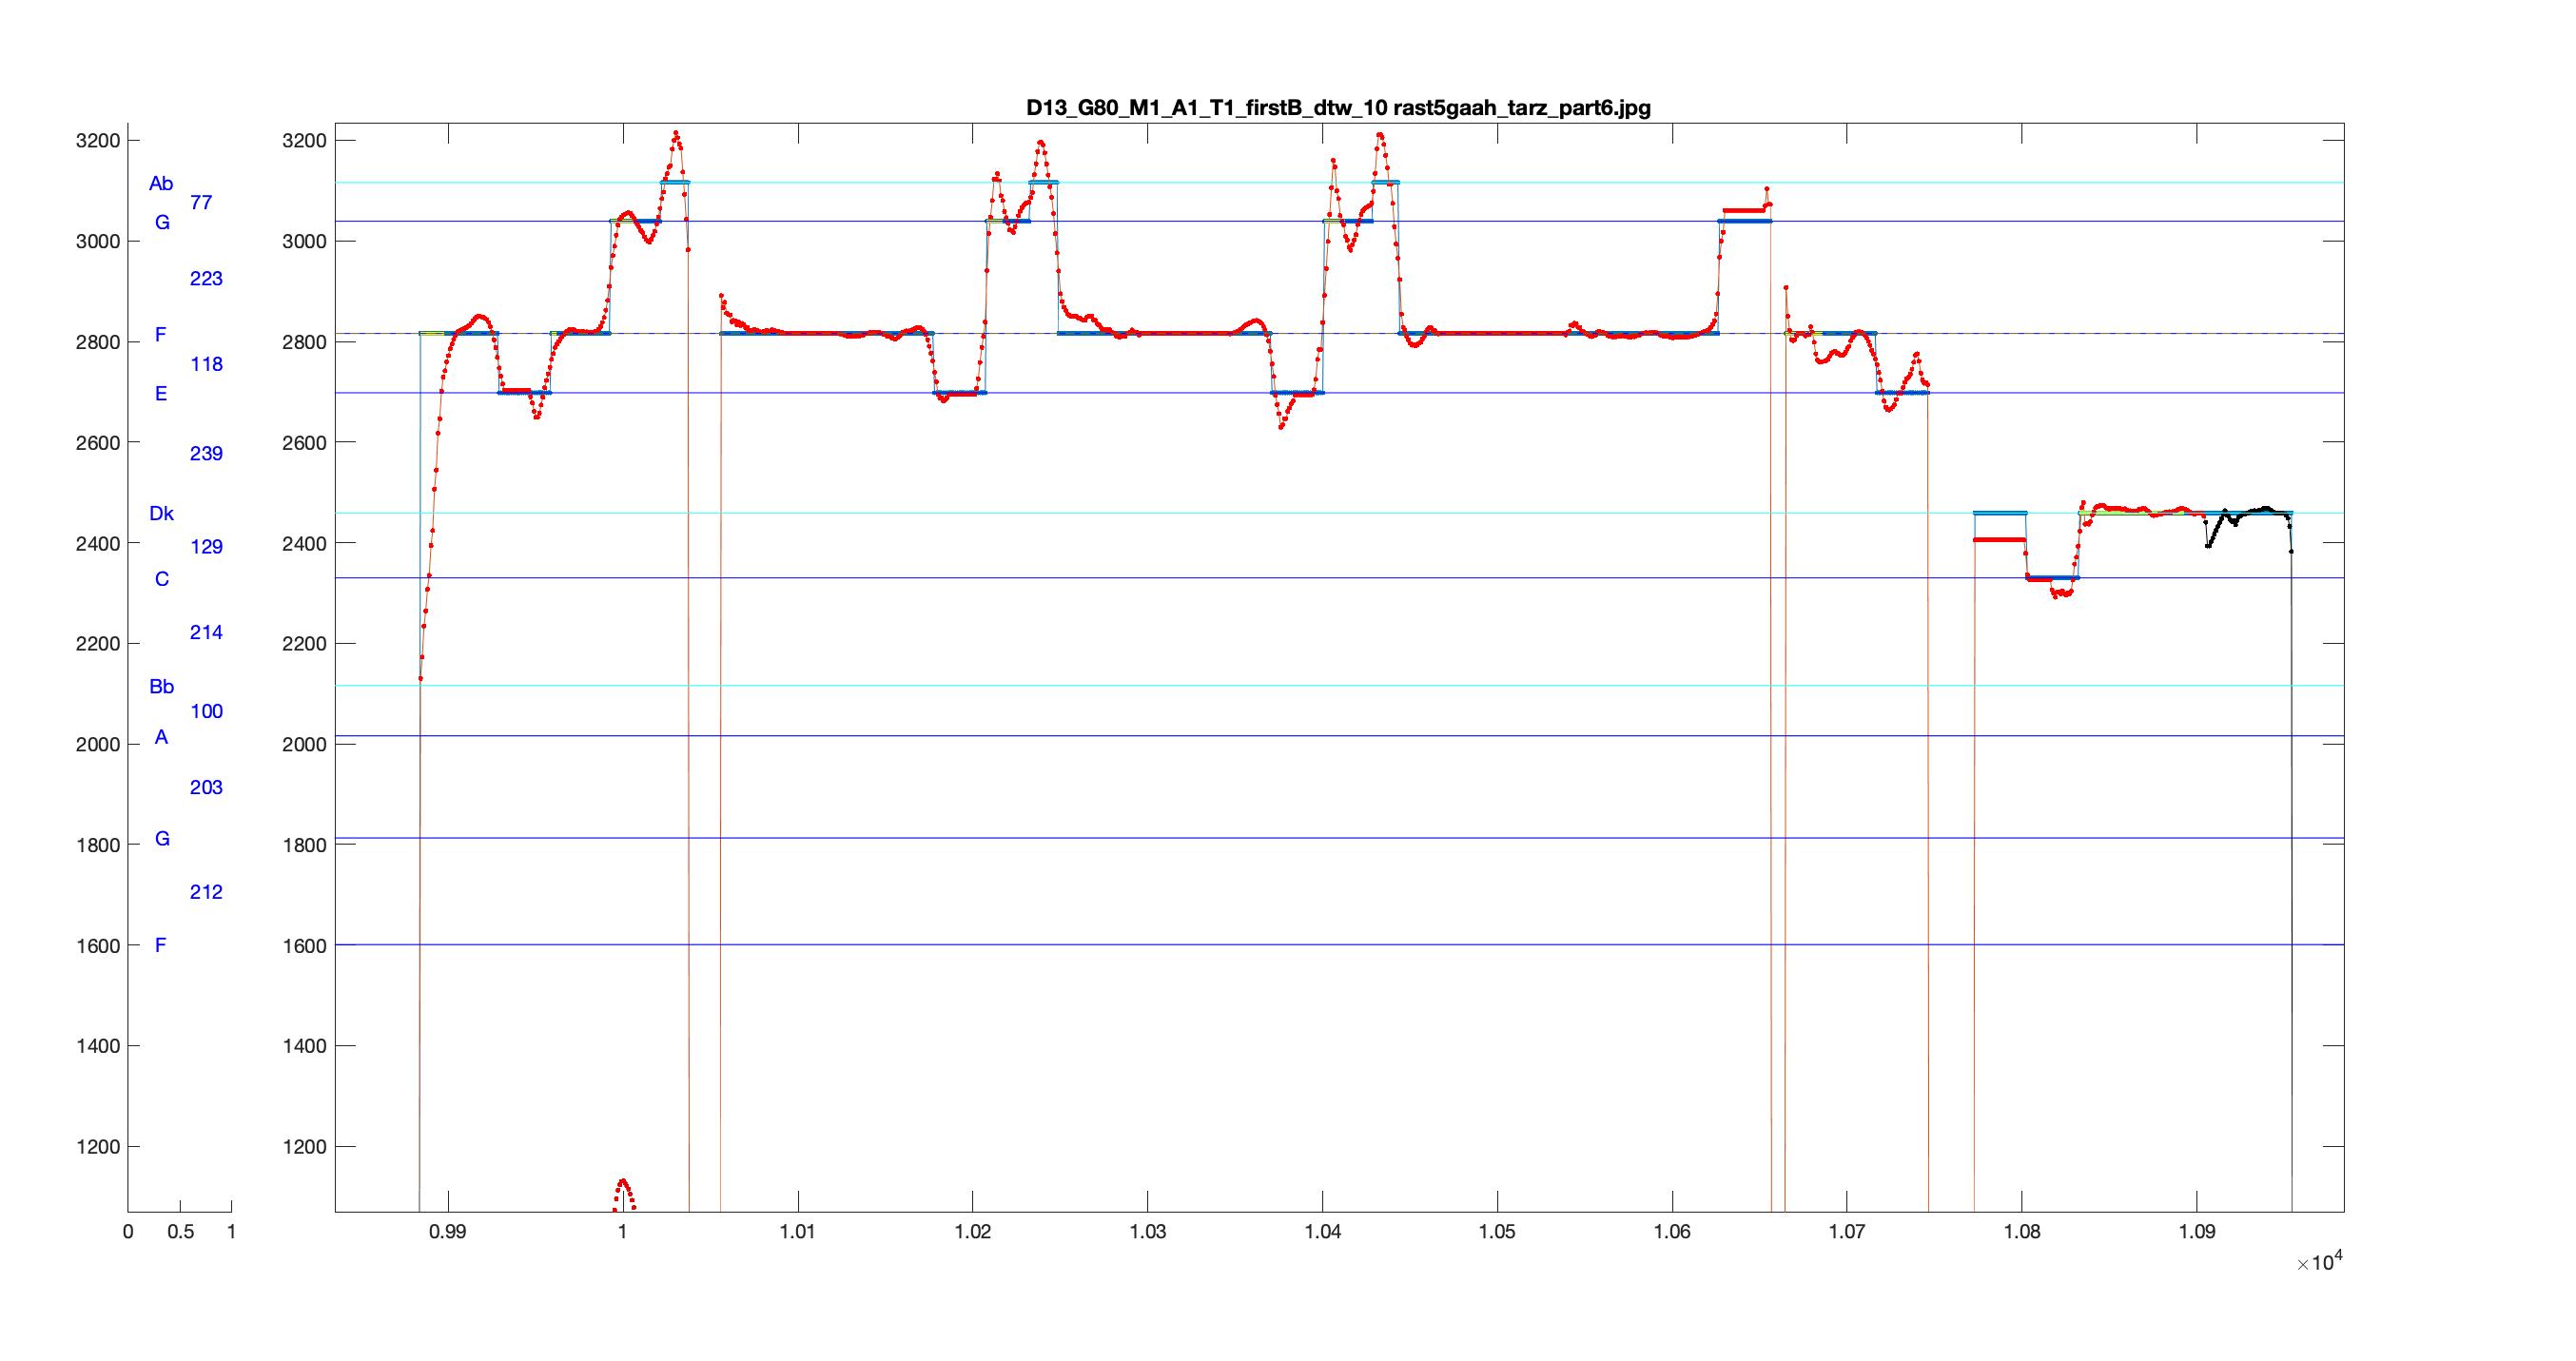 D13_G80_M1_A1_T1_firstB_dtw_10 rast5gaah_tarz_part6.jpg
3200 3200
Ab
77
G
3000 3000
223
F
2800 2800
118
E
2600 2600
239
Dk
2400 2400
129
C
2200 2200
214
Bb
100
A
2000 2000
203
G
1800 1800
212
F
1600 1600
1400 1400
1200 1200
0 0.5 1 0.99 1 1.01 1.02 1.03 1.04 1.05 1.06 1.07 1.08 1.09
×10⁴